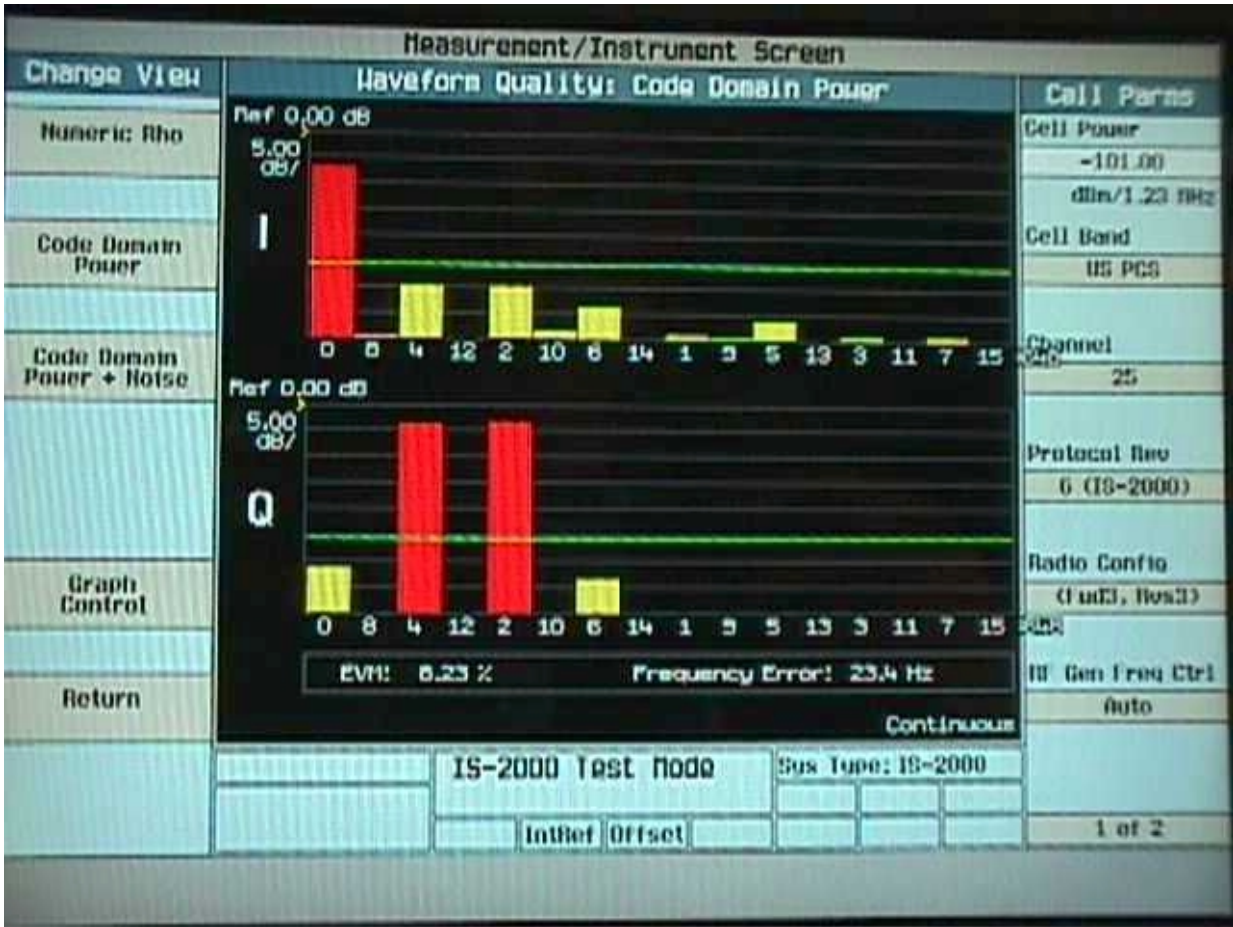 Measurement/Instrument Screen
Change View
Waveform Quality: Code Domain Power
Call Parms
Numeric Rho
Code Domain
Power
Code Domain
Power + Noise
Graph
Control
Return
Ref 0.00 dB
5.00
dB/
I
0 8 4 12 2 10 6 14 1 9 5 13 3 11 7 15
Ref 0.00 dB
5.00
dB/
Q
0 8 4 12 2 10 6 14 1 9 5 13 3 11 7 15
EVM: 6.23 %
Frequency Error: 23.4 Hz
Continuous
Cell Power
-101.00
dBm/1.23 MHz
Cell Band
US PCS
Channel
25
Protocol Rev
6 (IS-2000)
Radio Config
(Fwd3, Rvs3)
RF Gen Freq Ctrl
Auto
1 of 2
IS-2000 Test Mode
Sys Type: IS-2000
IntRef Offset